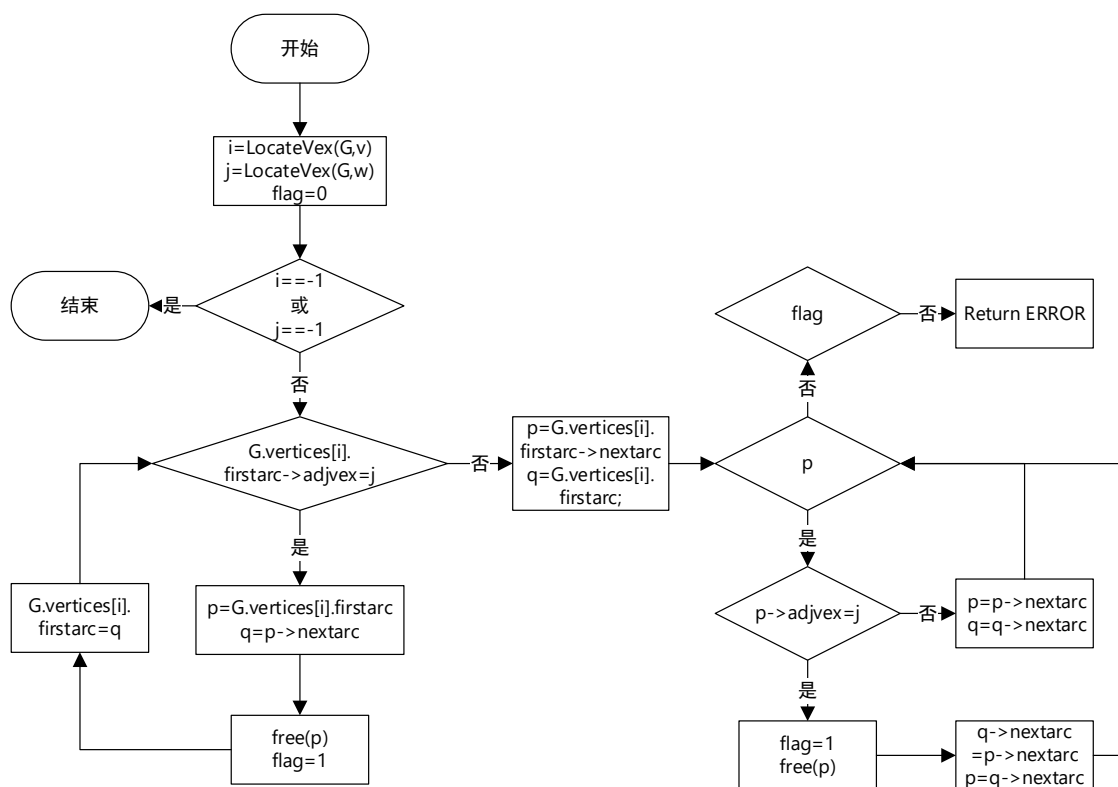 开始
i=LocateVex(G,v)
j=LocateVex(G,w)
flag=0
i==-1
或
j==-1
是
结束
否
G.vertices[i].
firstarc->adjvex=j
否
是
p=G.vertices[i].firstarc
q=p->nextarc
free(p)
flag=1
G.vertices[i].
firstarc=q
p=G.vertices[i].
firstarc->nextarc
q=G.vertices[i].
firstarc;
p
否
flag
否
Return ERROR
是
p->adjvex=j
否
p=p->nextarc
q=q->nextarc
是
flag=1
free(p)
q->nextarc
=p->nextarc
p=q->nextarc